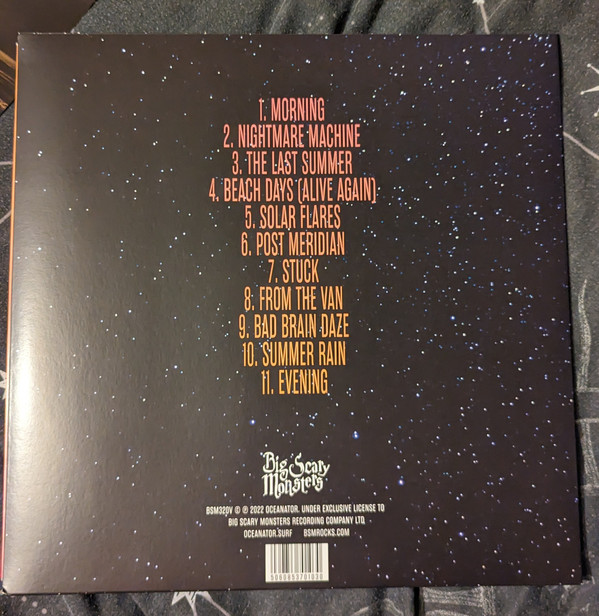 1. MORNING
2. NIGHTMARE MACHINE
3. THE LAST SUMMER
4. BEACH DAYS (ALIVE AGAIN)
5. SOLAR FLARES
6. POST MERIDIAN
7. STUCK
8. FROM THE VAN
9. BAD BRAIN DAZE
10. SUMMER RAIN
11. EVENING
Big Scary
Monsters
BSM320V © ℗ 2022 OCEANATOR. UNDER EXCLUSIVE LICENSE TO
BIG SCARY MONSTERS RECORDING COMPANY LTD
OCEANATOR.SURF BSMROCKS.COM